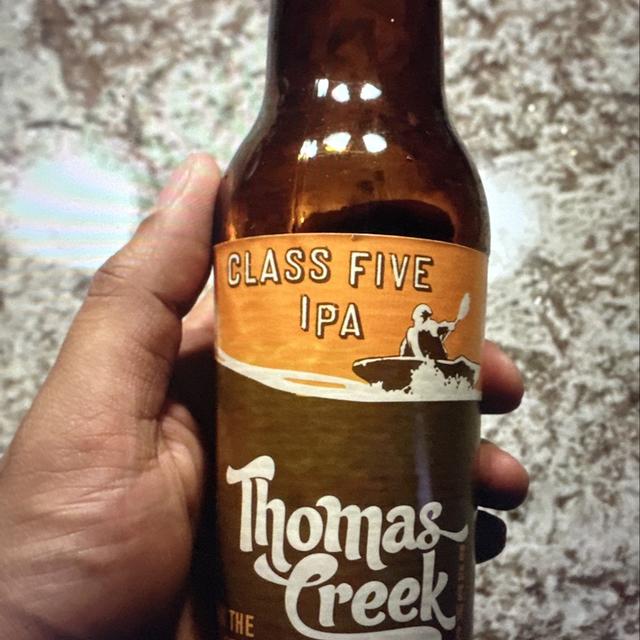 CLASS FIVE
IPA
Thomas
Creek
THE